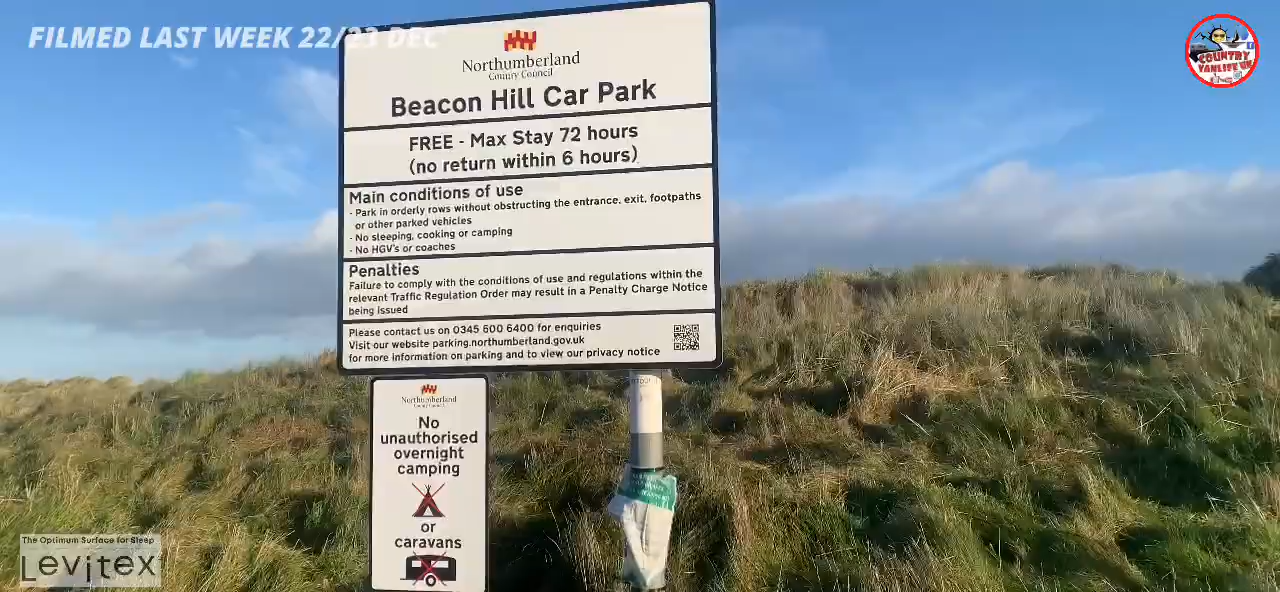 FILMED LAST WEEK 22/23 DEC
COUNTRY
VANLIFE UK
Northumberland
County Council
Beacon Hill Car Park
FREE - Max Stay 72 hours
(no return within 6 hours)
Main conditions of use
- Park in orderly rows without obstructing the entrance, exit, footpaths
or other parked vehicles
- No sleeping, cooking or camping
- No HGV's or coaches
Penalties
Failure to comply with the conditions of use and regulations within the
relevant Traffic Regulation Order may result in a Penalty Charge Notice
being issued
Please contact us on 0345 600 6400 for enquiries
Visit our website parking.northumberland.gov.uk
for more information on parking and to view our privacy notice
Northumberland
County Council
No
unauthorised
overnight
camping
or
caravans
The Optimum Surface for Sleep
Levitex